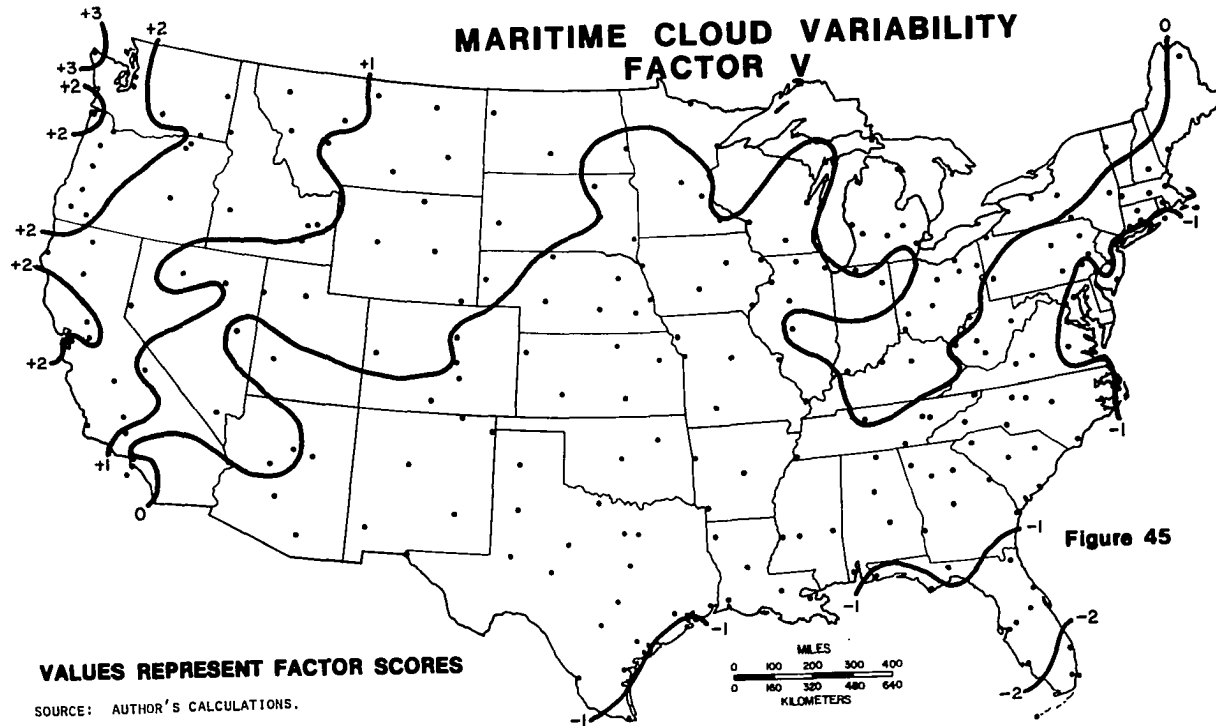 MARITIME CLOUD VARIABILITY
FACTOR V
+3
+2
+1
0
+3
+2
+2
+2
+2
+2
+1
0
-1
-1
-1
Figure 45
-1
-1
-2
-2
-1
VALUES REPRESENT FACTOR SCORES
SOURCE: AUTHOR'S CALCULATIONS.
MILES
0 100 200 300 400
0 160 320 480 640
KILOMETERS